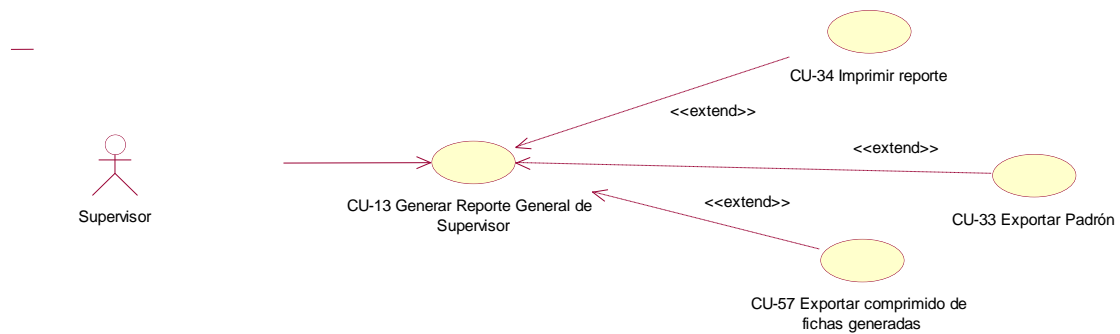 CU-34 Imprimir reporte
<<extend>>
<<extend>>
Supervisor
CU-13 Generar Reporte General de
Supervisor
<<extend>>
CU-33 Exportar Padrón
CU-57 Exportar comprimido de
fichas generadas